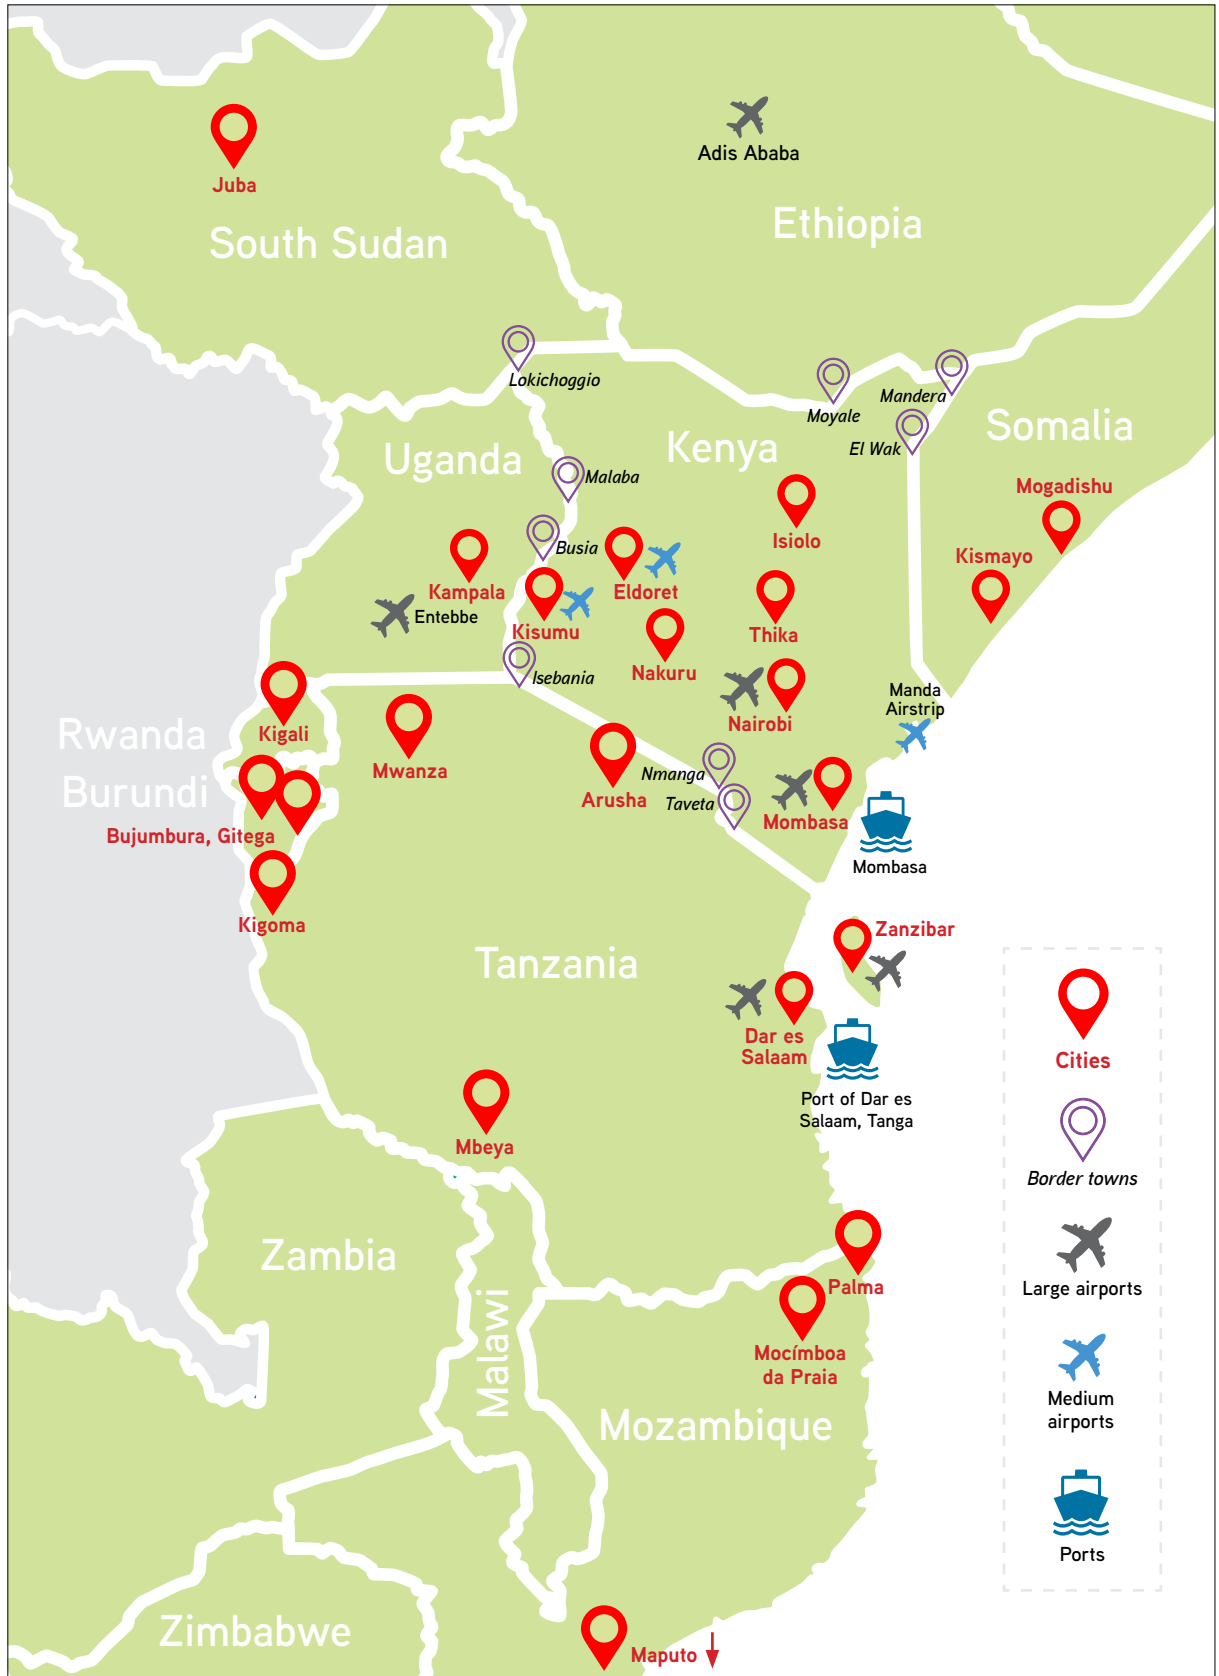 Adis Ababa
Juba
South Sudan
Ethiopia
Lokichoggio
Moyale
Mandera
El Wak
Somalia
Uganda
Kenya
Malaba
Mogadishu
Isiolo
Busia
Kismayo
Kampala
Eldoret
Entebbe
Kisumu
Thika
Nakuru
Isebania
Manda
Airstrip
Nairobi
Kigali
Rwanda
Burundi
Mwanza
Arusha
Nmanga
Taveta
Mombasa
Mombasa
Bujumbura, Gitega
Kigoma
Zanzibar
Tanzania
Dar es
Salaam
Port of Dar es
Salaam, Tanga
Mbeya
Zambia
Malawi
Palma
Mocímboa
da Praia
Mozambique
Zimbabwe
Maputo
Cities
Border towns
Large airports
Medium
airports
Ports